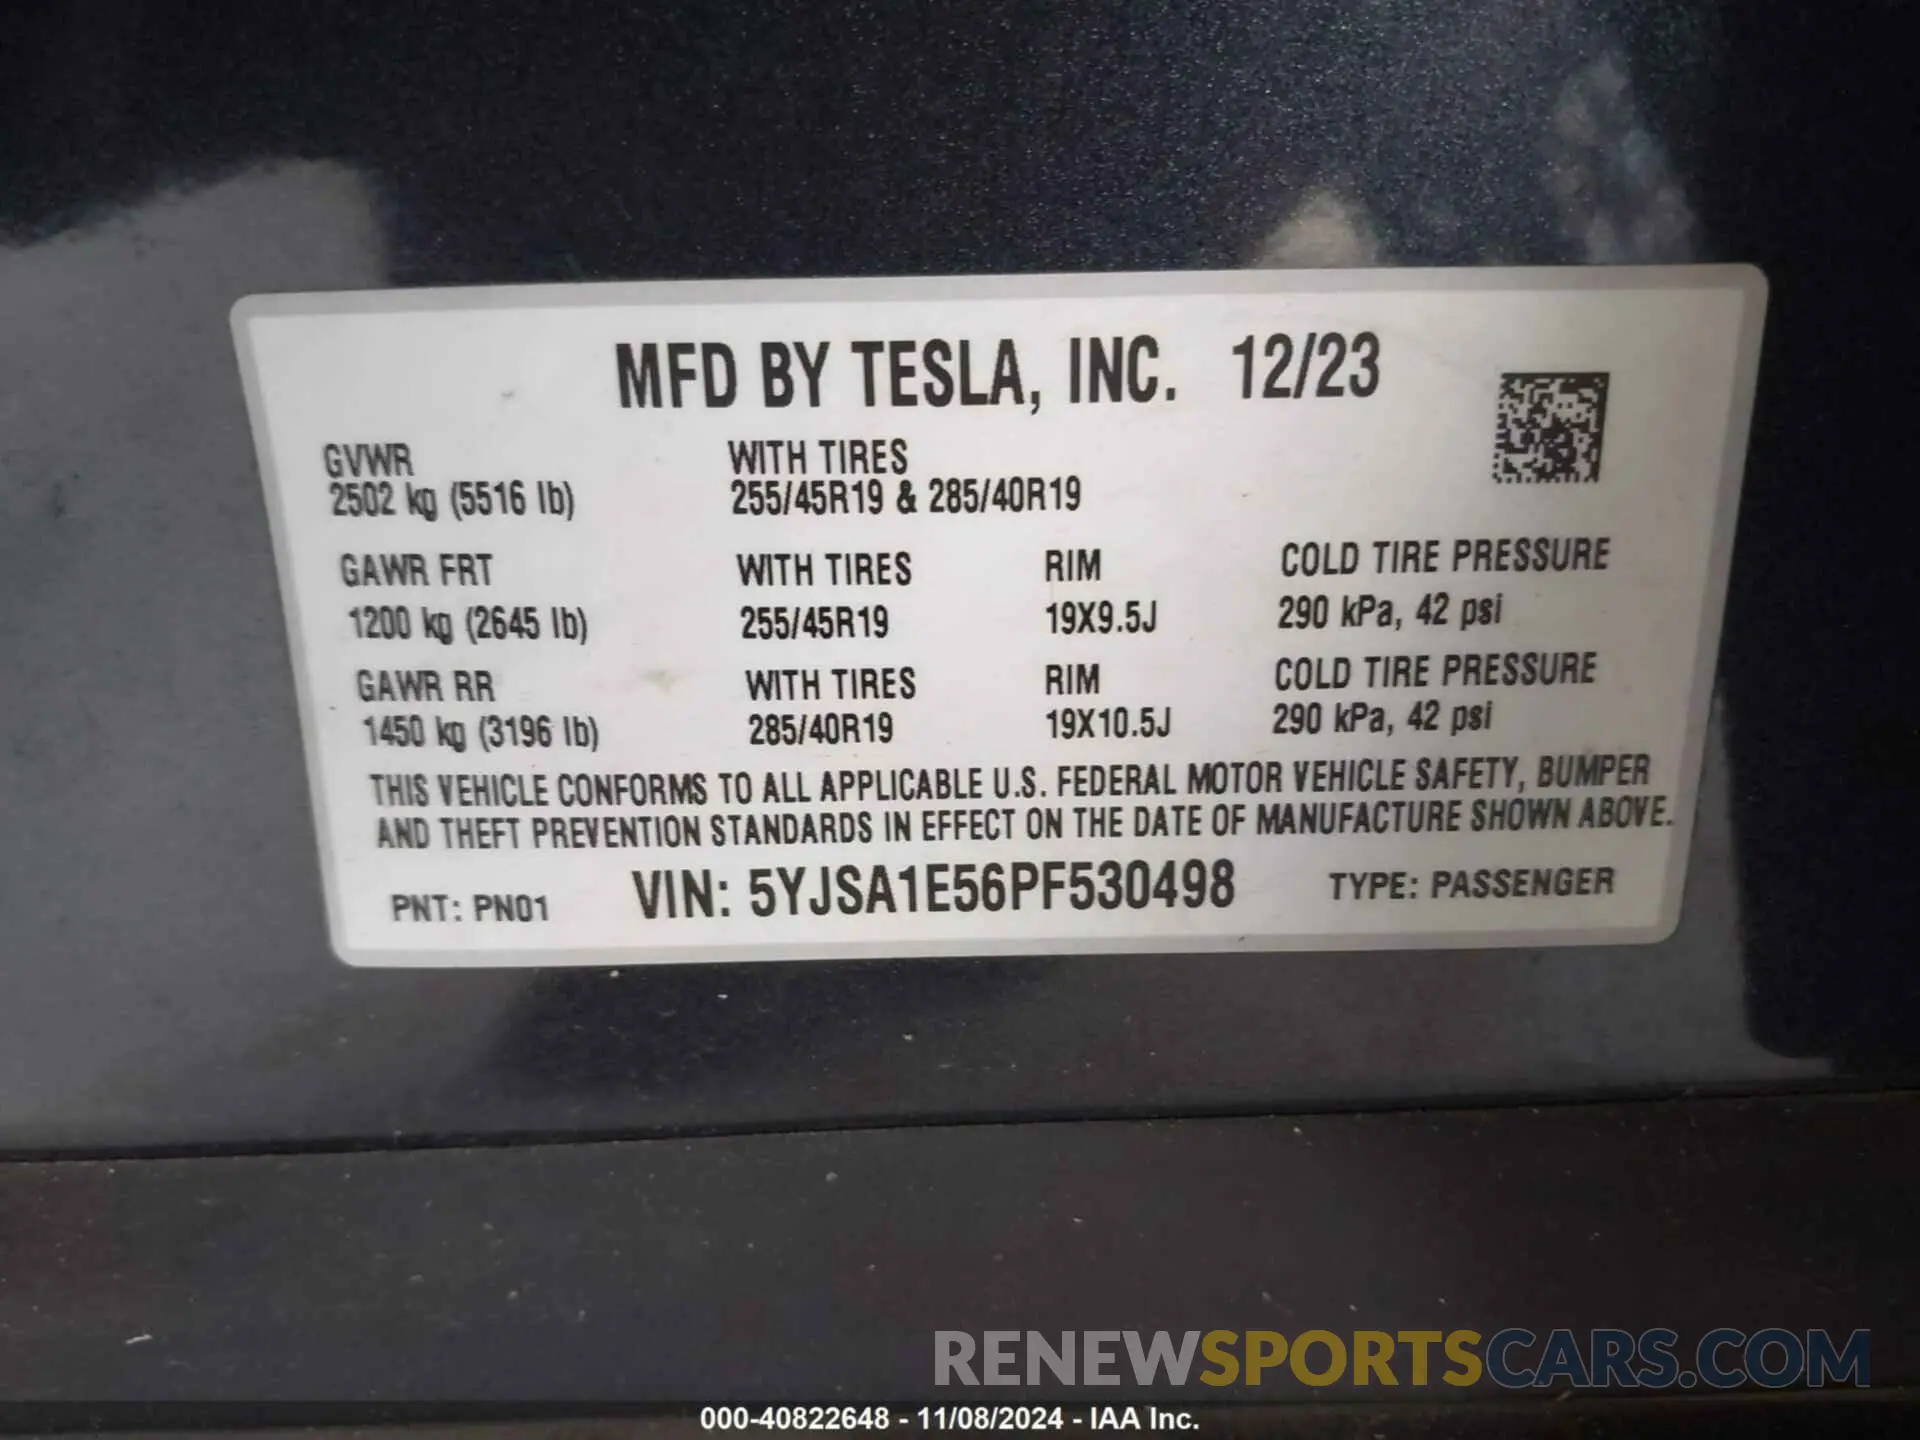 MFD BY TESLA, INC. 12/23
GVWR WITH TIRES
2502 kg (5516 lb) 255/45R19 & 285/40R19
GAWR FRT WITH TIRES RIM COLD TIRE PRESSURE
1200 kg (2645 lb) 255/45R19 19X9.5J 290 kPa, 42 psi
GAWR RR WITH TIRES RIM COLD TIRE PRESSURE
1450 kg (3196 lb) 285/40R19 19X10.5J 290 kPa, 42 psi
THIS VEHICLE CONFORMS TO ALL APPLICABLE U.S. FEDERAL MOTOR VEHICLE SAFETY, BUMPER
AND THEFT PREVENTION STANDARDS IN EFFECT ON THE DATE OF MANUFACTURE SHOWN ABOVE.
PNT: PN01 VIN: 5YJSA1E56PF530498 TYPE: PASSENGER
RENEWSPORTSCARS.COM
000-40822648 - 11/08/2024 - IAA Inc.